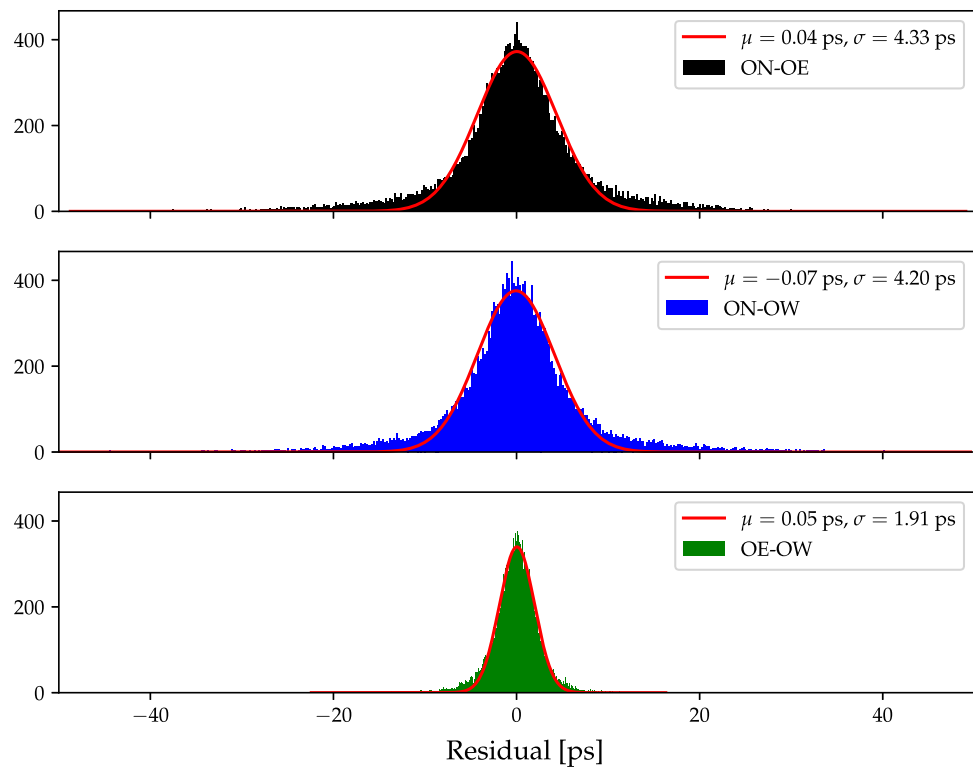 400
200
0
μ = 0.04 ps, σ = 4.33 ps
ON-OE
400
200
0
μ = −0.07 ps, σ = 4.20 ps
ON-OW
400
200
0
μ = 0.05 ps, σ = 1.91 ps
OE-OW
−40 −20 0 20 40
Residual [ps]